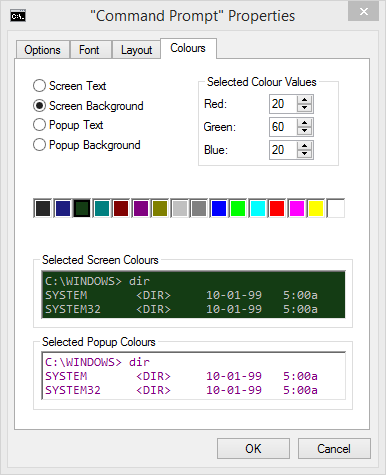 "Command Prompt" Properties
Options Font Layout Colours
Screen Text
Screen Background
Popup Text
Popup Background
Selected Colour Values
Red: 20
Green: 60
Blue: 20
Selected Screen Colours
C:\WINDOWS> dir
SYSTEM <DIR> 10-01-99 5:00a
SYSTEM32 <DIR> 10-01-99 5:00a
Selected Popup Colours
C:\WINDOWS> dir
SYSTEM <DIR> 10-01-99 5:00a
SYSTEM32 <DIR> 10-01-99 5:00a
OK Cancel